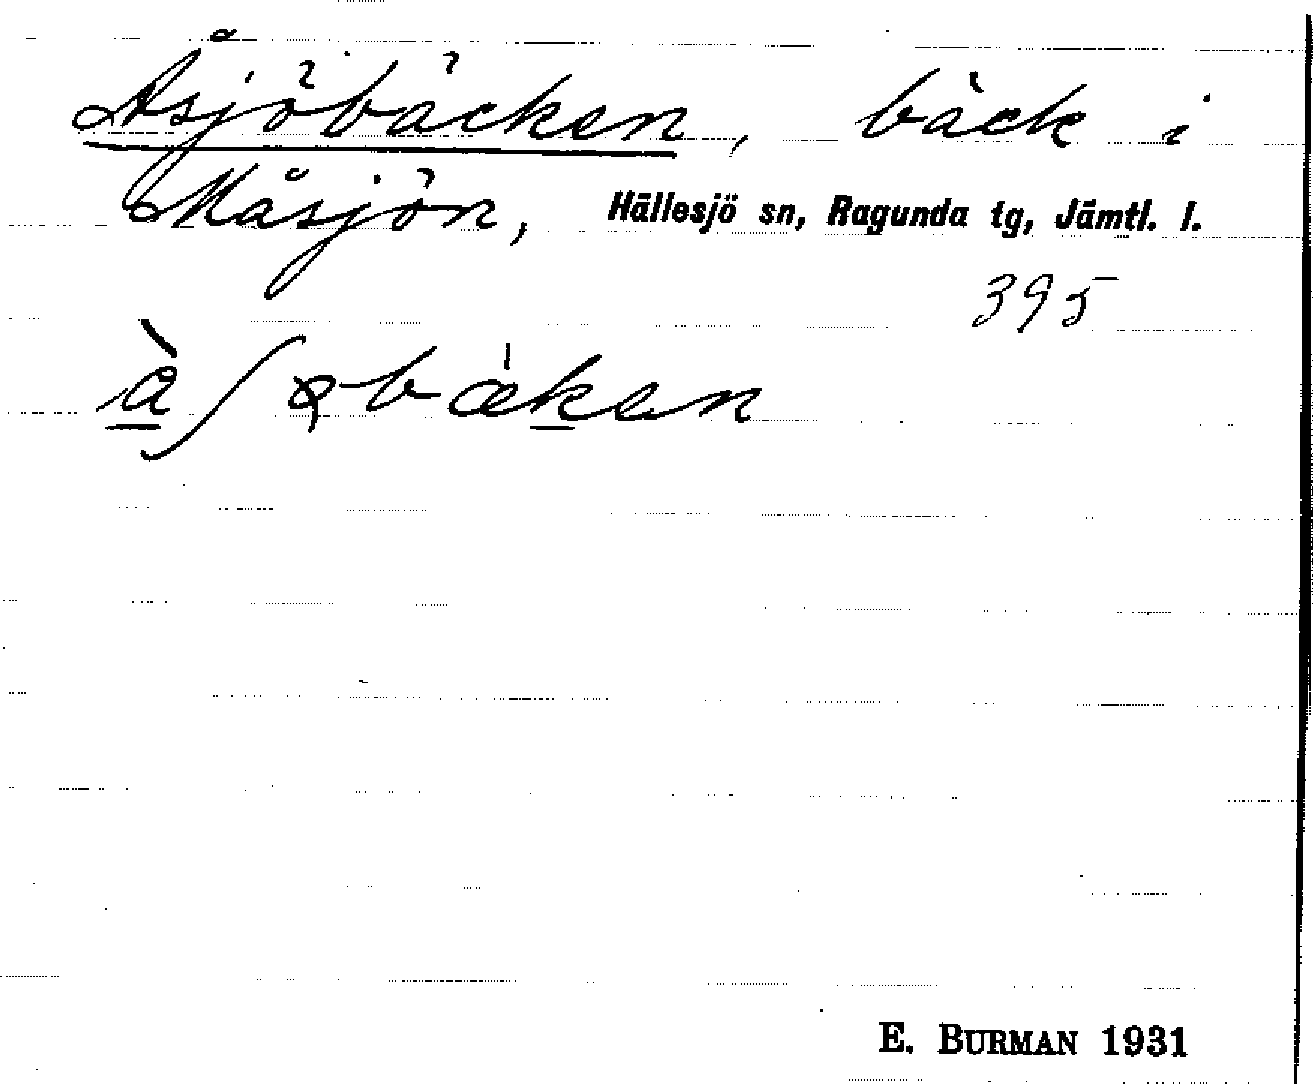 Åsjöbäcken, bäck i
Måsjön, Hällesjö sn, Ragunda tg, Jämtl. l.
395
E. BURMAN 1931